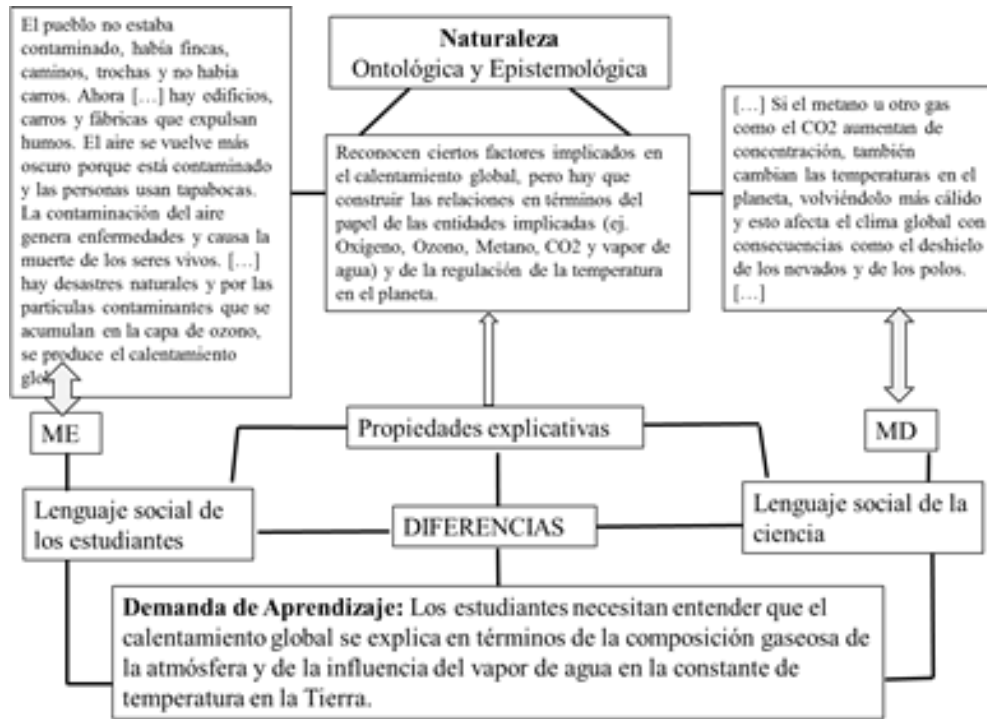 El pueblo no estaba
contaminado, había fincas,
caminos, trochas y no había
carros. Ahora […] hay edificios,
carros y fábricas que expulsan
humos. El aire se vuelve más
oscuro porque está contaminado
y las personas usan tapabocas.
La contaminación del aire
genera enfermedades y causa la
muerte de los seres vivos. […]
hay desastres naturales y por las
partículas contaminantes que se
acumulan en la capa de ozono,
se produce el calentamiento
Naturaleza
Ontológica y Epistemológica
Reconocen ciertos factores implicados en
el calentamiento global, pero hay que
construir las relaciones en términos del
papel de las entidades implicadas (ej.
Oxígeno, Ozono, Metano, CO2 y vapor de
agua) y de la regulación de la temperatura
en el planeta.
[…] Si el metano u otro gas
como el CO2 aumentan de
concentración, también
cambian las temperaturas en el
planeta, volviéndolo más cálido
y esto afecta el clima global con
consecuencias como el deshielo
de los nevados y de los polos.
[…]
ME
Propiedades explicativas
MD
Lenguaje social de
los estudiantes
DIFERENCIAS
Lenguaje social de la
ciencia
Demanda de Aprendizaje: Los estudiantes necesitan entender que el
calentamiento global se explica en términos de la composición gaseosa de
la atmósfera y de la influencia del vapor de agua en la constante de
temperatura en la Tierra.